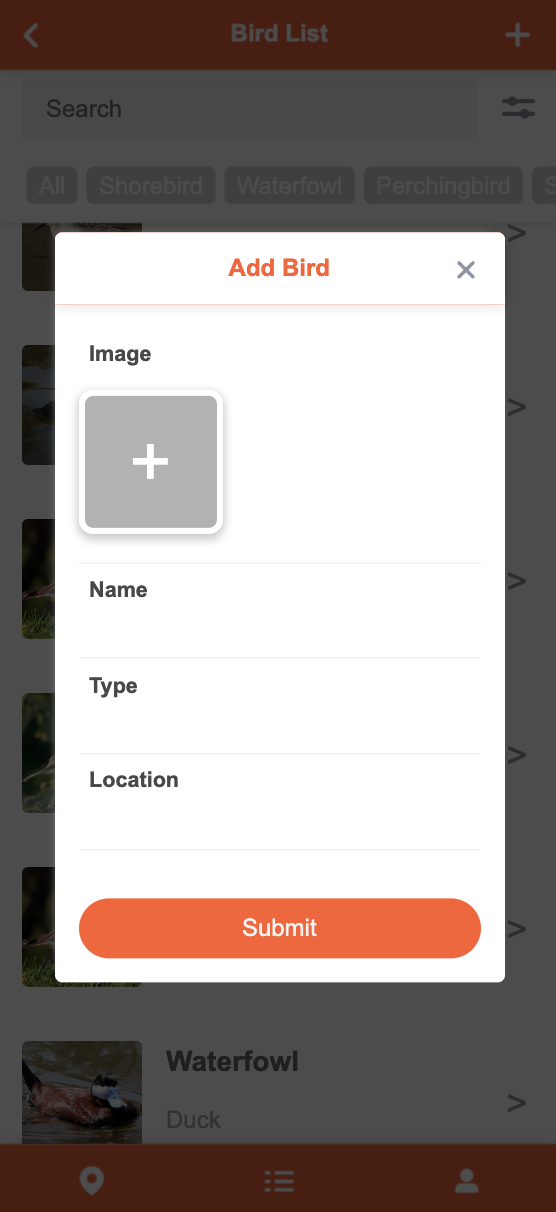 Bird List
Search
All Shorebird Waterfowl Perchingbird S
Add Bird
Image
Name
Type
Location
Submit
Waterfowl
Duck